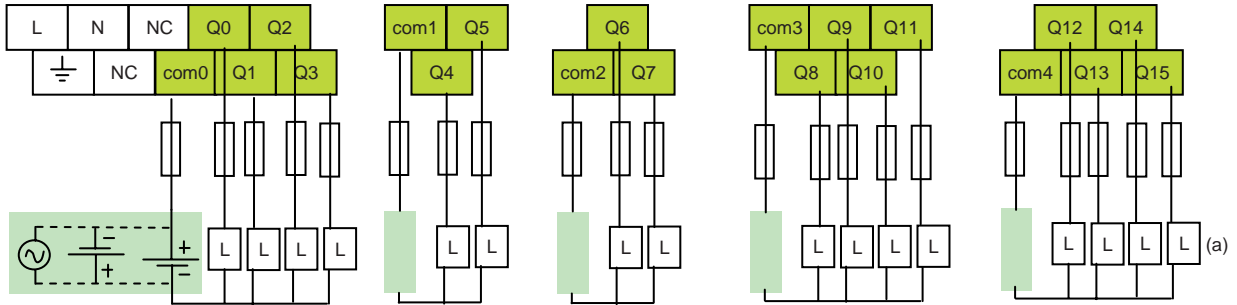 L N NC Q0 Q2 com1 Q5 Q6 com3 Q9 Q11 Q12 Q14
NC com0 Q1 Q3 Q4 com2 Q7 Q8 Q10 com4 Q13 Q15
- + L L L L L L L L L L L L L L L L (a)
+ -